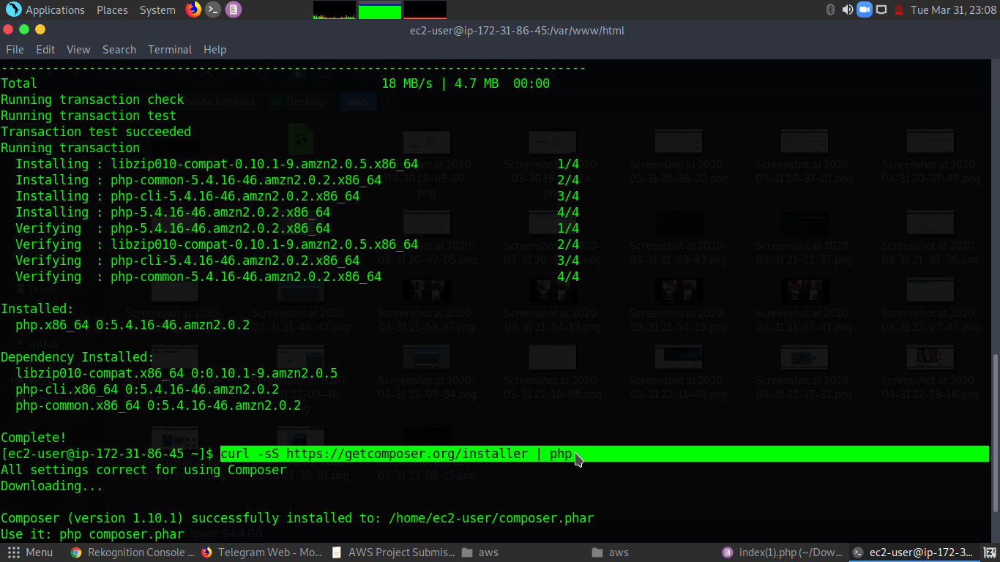 Applications Places System Tue Mar 31, 23:08
ec2-user@ip-172-31-86-45:/var/www/html
File Edit View Search Terminal Help
--------------------------------------------------------------------------------
Total 18 MB/s | 4.7 MB 00:00
Running transaction check
Running transaction test
Transaction test succeeded
Running transaction
Installing : libzip010-compat-0.10.1-9.amzn2.0.5.x86_64 1/4
Installing : php-common-5.4.16-46.amzn2.0.2.x86_64 2/4
Installing : php-cli-5.4.16-46.amzn2.0.2.x86_64 3/4
Installing : php-5.4.16-46.amzn2.0.2.x86_64 4/4
Verifying : php-5.4.16-46.amzn2.0.2.x86_64 1/4
Verifying : libzip010-compat-0.10.1-9.amzn2.0.5.x86_64 2/4
Verifying : php-cli-5.4.16-46.amzn2.0.2.x86_64 3/4
Verifying : php-common-5.4.16-46.amzn2.0.2.x86_64 4/4
Installed:
php.x86_64 0:5.4.16-46.amzn2.0.2
Dependency Installed:
libzip010-compat.x86_64 0:0.10.1-9.amzn2.0.5
php-cli.x86_64 0:5.4.16-46.amzn2.0.2
php-common.x86_64 0:5.4.16-46.amzn2.0.2
Complete!
[ec2-user@ip-172-31-86-45 ~]$ curl -sS https://getcomposer.org/installer | php
All settings correct for using Composer
Downloading...
Composer (version 1.10.1) successfully installed to: /home/ec2-user/composer.phar
Use it: php composer.phar
Menu Rekognition Console ... Telegram Web - Mo... AWS Project Submis... aws aws index(1).php (~/Dow... ec2-user@ip-172-3...